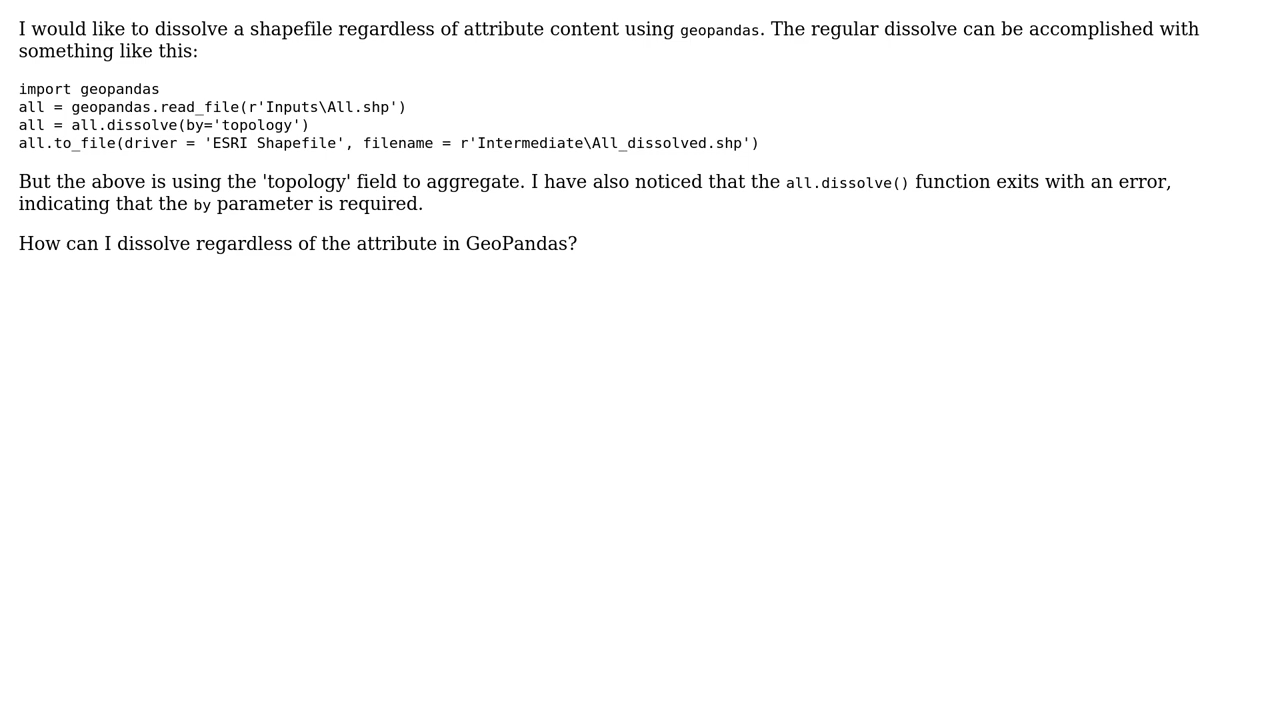 I would like to dissolve a shapefile regardless of attribute content using geopandas. The regular dissolve can be accomplished with
something like this:
import geopandas
all = geopandas.read_file(r'Inputs\All.shp')
all = all.dissolve(by='topology')
all.to_file(driver = 'ESRI Shapefile', filename = r'Intermediate\All_dissolved.shp')
But the above is using the 'topology' field to aggregate. I have also noticed that the all.dissolve() function exits with an error,
indicating that the by parameter is required.
How can I dissolve regardless of the attribute in GeoPandas?